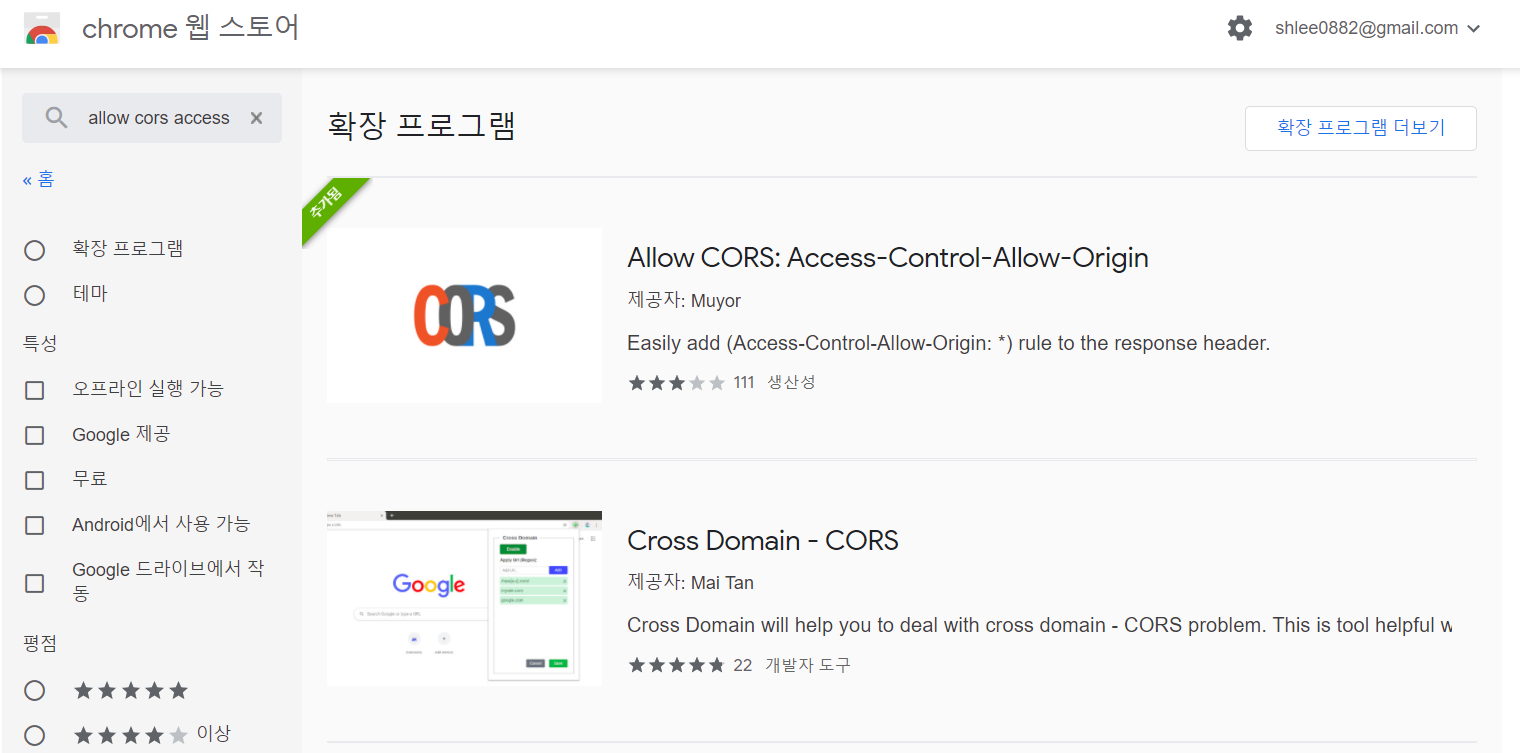 chrome 웹 스토어
shlee0882@gmail.com
allow cors access
« 홈
확장 프로그램
테마
특성
오프라인 실행 가능
Google 제공
무료
Android에서 사용 가능
Google 드라이브에서 작
동
평점
이상
확장 프로그램
확장 프로그램 더보기
추가됨
CORS
Allow CORS: Access-Control-Allow-Origin
제공자: Muyor
Easily add (Access-Control-Allow-Origin: *) rule to the response header.
111 생산성
Cross Domain
Enable
Google
Search Google or type a URL
Cross Domain - CORS
제공자: Mai Tan
Cross Domain will help you to deal with cross domain - CORS problem. This is tool helpful w
22 개발자 도구